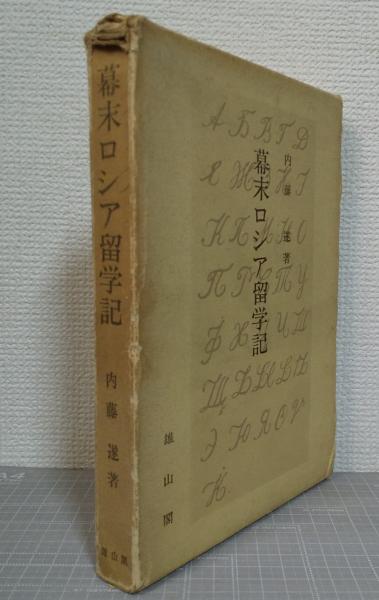 幕末ロシア留学記
内藤遂著
雄山閣
幕末ロシア留学記
内藤遂著
雄山閣
А Б В Г Д
Е Ж З И І
К Л М Н О
П Р С Т У
Ф Х Ц Ч Ш
Щ Ъ Ы Ь Ѣ
Э Ю Я Ѳ Ѵ